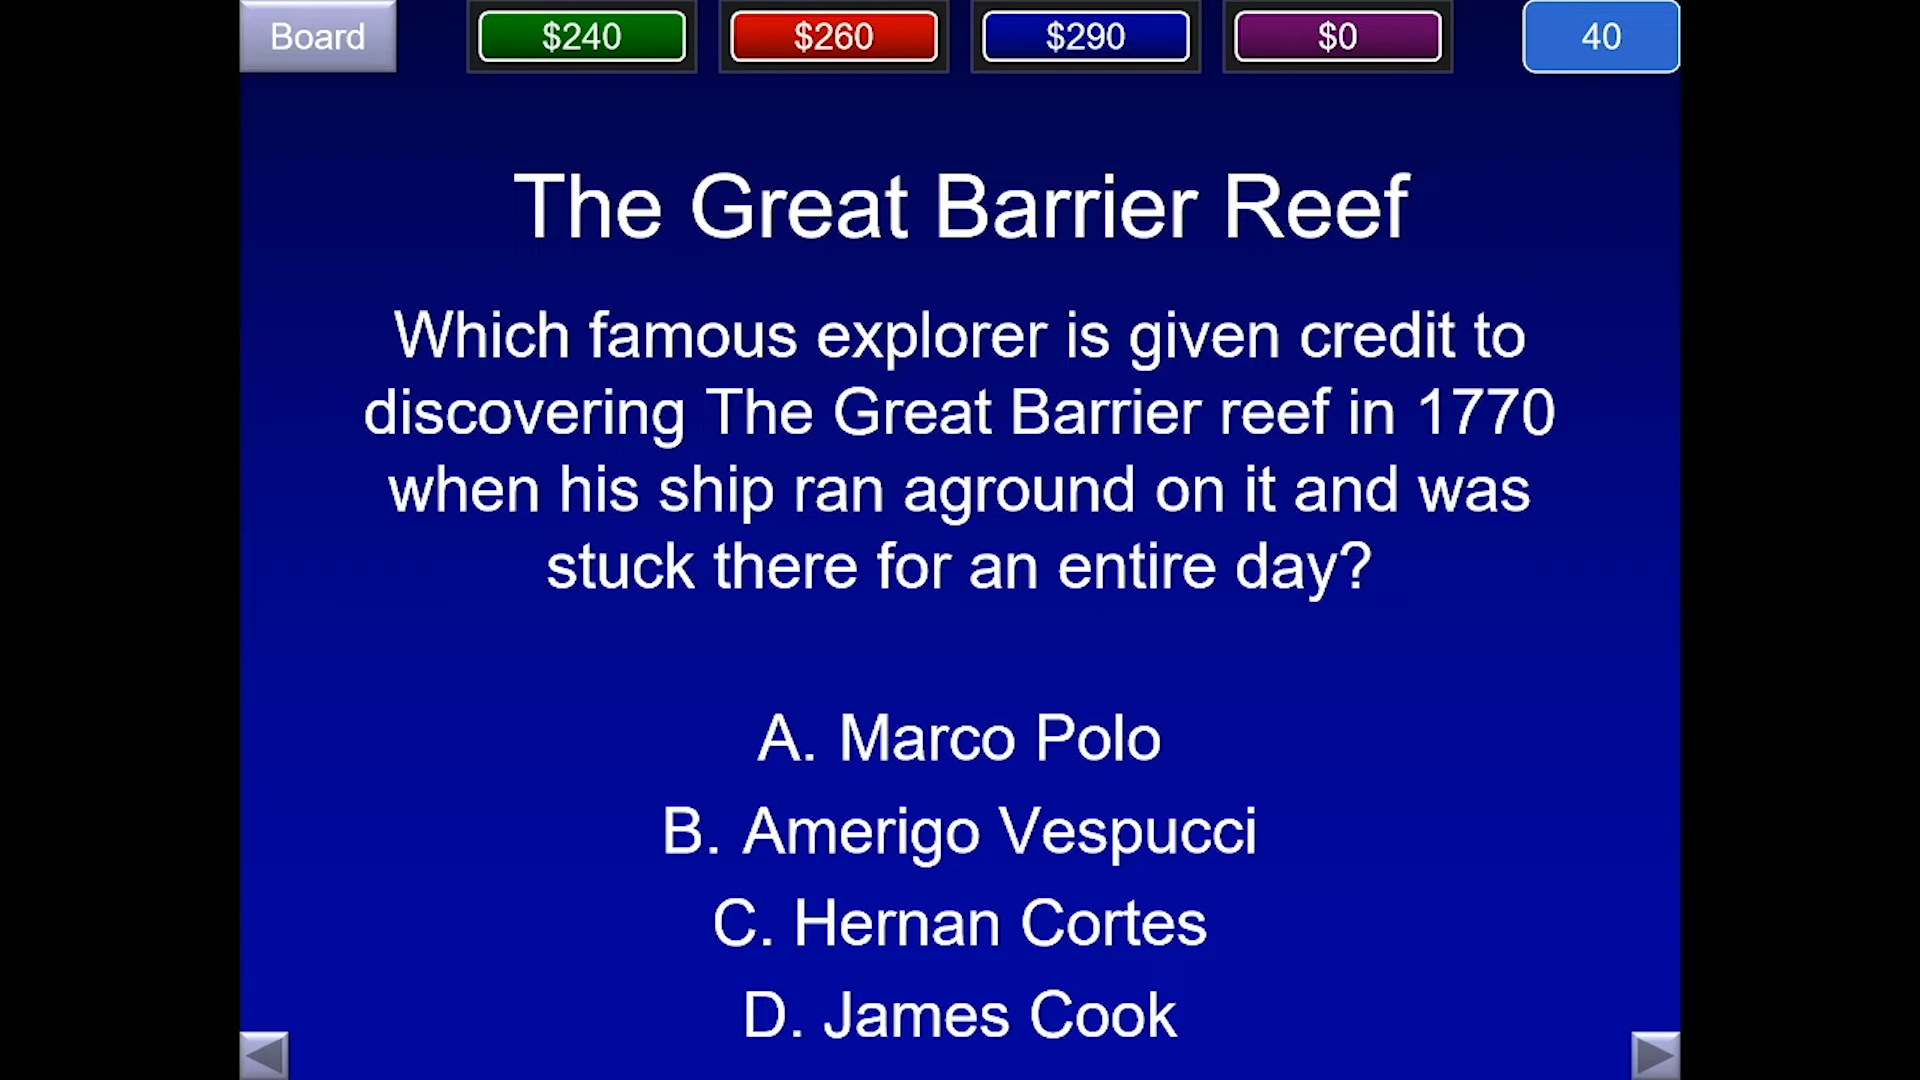 Board
$240
$260
$290
$0
40
The Great Barrier Reef
Which famous explorer is given credit to
discovering The Great Barrier reef in 1770
when his ship ran aground on it and was
stuck there for an entire day?
A. Marco Polo
B. Amerigo Vespucci
C. Hernan Cortes
D. James Cook